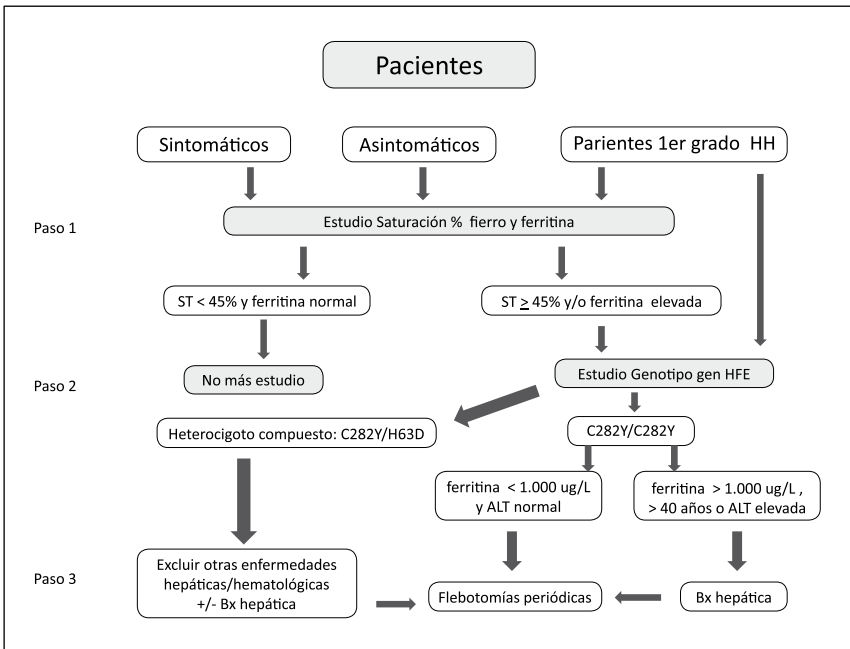 Pacientes
Sintomáticos
Asintomáticos
Parientes 1er grado HH
Paso 1
Estudio Saturación % fierro y ferritina
ST < 45% y ferritina normal
ST ≥ 45% y/o ferritina elevada
Paso 2
No más estudio
Estudio Genotipo gen HFE
Heterocigoto compuesto: C282Y/H63D
C282Y/C282Y
ferritina < 1.000 ug/L
y ALT normal
ferritina > 1.000 ug/L ,
> 40 años o ALT elevada
Paso 3
Excluir otras enfermedades
hepáticas/hematológicas
+/- Bx hepática
Flebotomías periódicas
Bx hepática